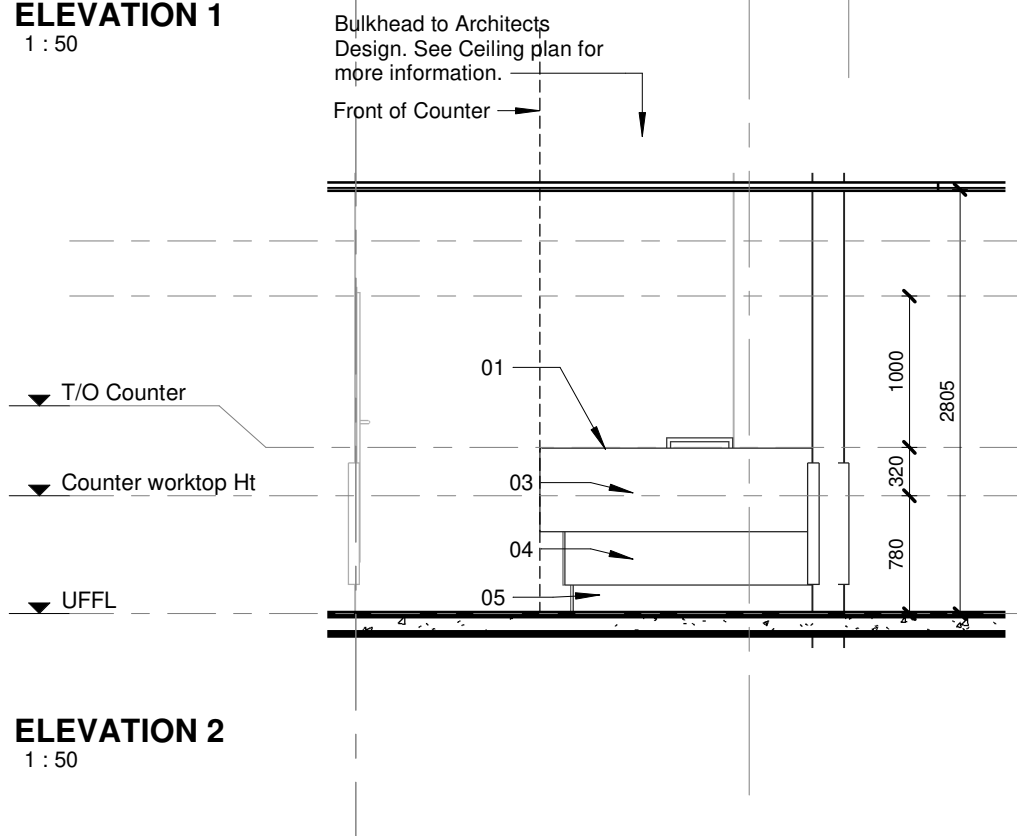 ELEVATION 1
1 : 50
Bulkhead to Architects
Design. See Ceiling plan for
more information.
Front of Counter
01
T/O Counter
1000
2805
03
Counter worktop Ht
320
04
780
05
UFFL
ELEVATION 2
1 : 50